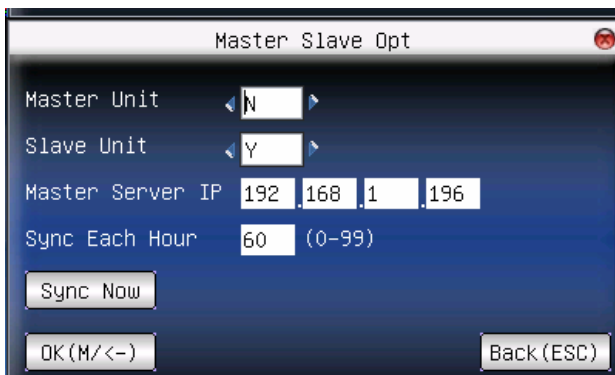 Master Slave Opt
Master Unit N
Slave Unit Y
Master Server IP 192.168.1.196
Sync Each Hour 60 (0-99)
Sync Now
OK(M/<-) Back(ESC)